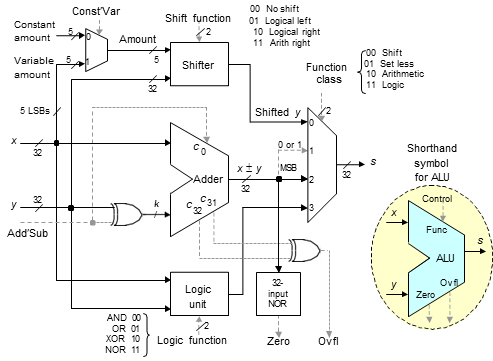 Const'Var
Constant
amount
5
0
Variable
amount
5
1
Amount
5
32
Shift function
2
Shifter
00 No shift
01 Logical left
10 Logical right
11 Arith right
Function
class
2
00 Shift
01 Set less
10 Arithmetic
11 Logic
5 LSBs
x
32
y
32
Add'Sub
k
c0
Adder
c32 c31
x ± y
32
Shifted y
0
0 or 1
1
MSB
2
3
s
32
Logic
unit
2
Logic function
AND 00
OR 01
XOR 10
NOR 11
32-
input
NOR
Zero
Ovfl
Shorthand
symbol
for ALU
Control
x
Func
s
ALU
y
Ovfl
Zero